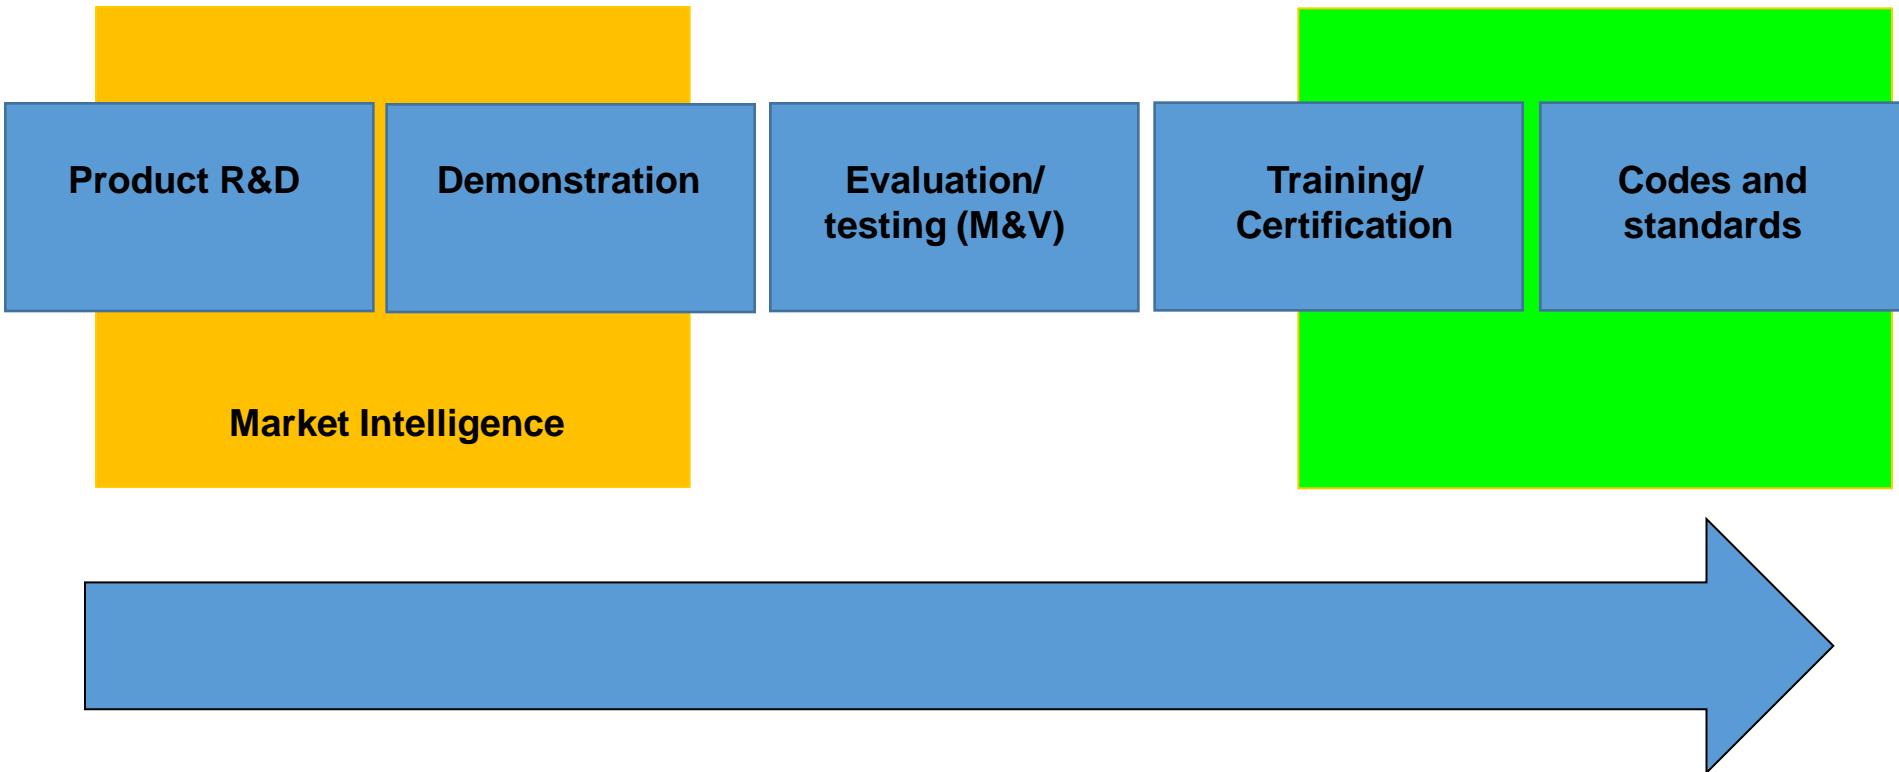 Product R&D
Demonstration
Evaluation/
testing (M&V)
Training/
Certification
Codes and
standards
Market Intelligence